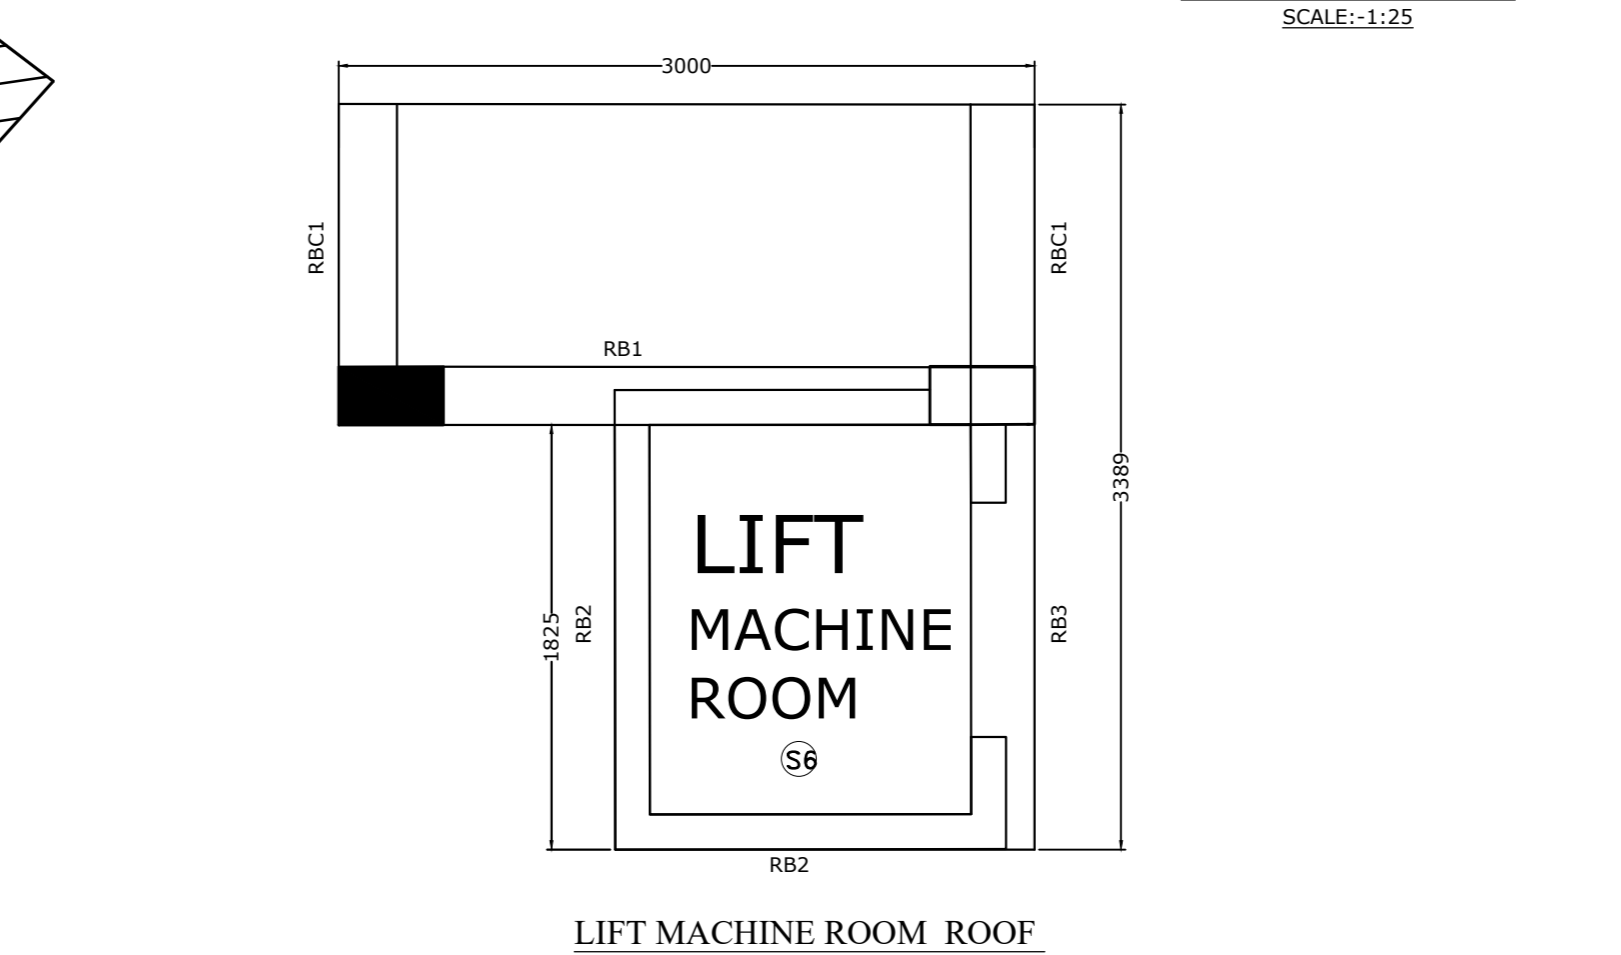 SCALE:-1:25
3000
RBC1
RBC1
RB1
3389
LIFT
MACHINE
ROOM
S6
1825
RB2
RB3
RB2
LIFT MACHINE ROOM ROOF